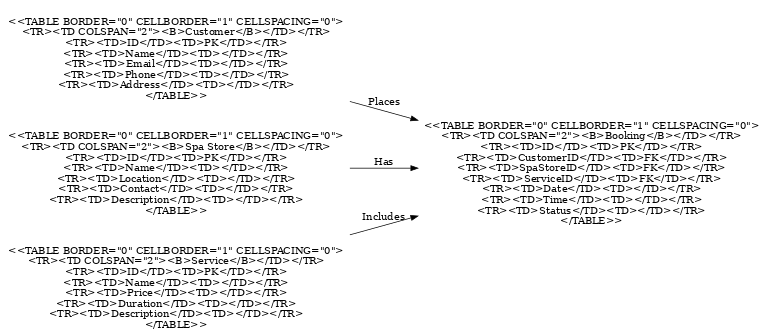 <<TABLE BORDER="0" CELLBORDER="1" CELLSPACING="0">
<TR><TD COLSPAN="2"><B>Customer</B></TD></TR>
<TR><TD>ID</TD><TD>PK</TD></TR>
<TR><TD>Name</TD><TD></TD></TR>
<TR><TD>Email</TD><TD></TD></TR>
<TR><TD>Phone</TD><TD></TD></TR>
<TR><TD>Address</TD><TD></TD></TR>
</TABLE>>
Places
<<TABLE BORDER="0" CELLBORDER="1" CELLSPACING="0">
<TR><TD COLSPAN="2"><B>Spa Store</B></TD></TR>
<TR><TD>ID</TD><TD>PK</TD></TR>
<TR><TD>Name</TD><TD></TD></TR>
<TR><TD>Location</TD><TD></TD></TR>
<TR><TD>Contact</TD><TD></TD></TR>
<TR><TD>Description</TD><TD></TD></TR>
</TABLE>>
Has
<<TABLE BORDER="0" CELLBORDER="1" CELLSPACING="0">
<TR><TD COLSPAN="2"><B>Service</B></TD></TR>
<TR><TD>ID</TD><TD>PK</TD></TR>
<TR><TD>Name</TD><TD></TD></TR>
<TR><TD>Price</TD><TD></TD></TR>
<TR><TD>Duration</TD><TD></TD></TR>
<TR><TD>Description</TD><TD></TD></TR>
</TABLE>>
Includes
<<TABLE BORDER="0" CELLBORDER="1" CELLSPACING="0">
<TR><TD COLSPAN="2"><B>Booking</B></TD></TR>
<TR><TD>ID</TD><TD>PK</TD></TR>
<TR><TD>CustomerID</TD><TD>FK</TD></TR>
<TR><TD>SpaStoreID</TD><TD>FK</TD></TR>
<TR><TD>ServiceID</TD><TD>FK</TD></TR>
<TR><TD>Date</TD><TD></TD></TR>
<TR><TD>Time</TD><TD></TD></TR>
<TR><TD>Status</TD><TD></TD></TR>
</TABLE>>